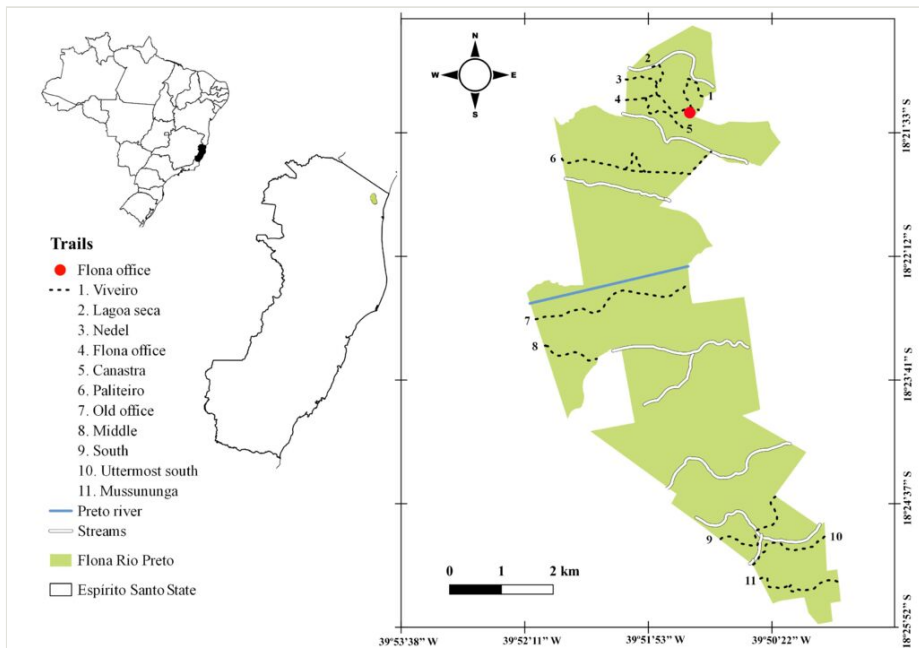 Trails
Flona office
1. Viveiro
2. Lagoa seca
3. Nedel
4. Flona office
5. Canastra
6. Paliteiro
7. Old office
8. Middle
9. South
10. Uttermost south
11. Mussununga
Preto river
Streams
Flona Rio Preto
Espírito Santo State
N
W
E
S
2
3
1
4
5
6
7
8
9
10
11
0 1 2 km
18°21'33" S
18°22'12" S
18°23'41" S
18°24'37" S
18°25'52" S
39°53'38" W
39°52'11" W
39°51'53" W
39°50'22" W